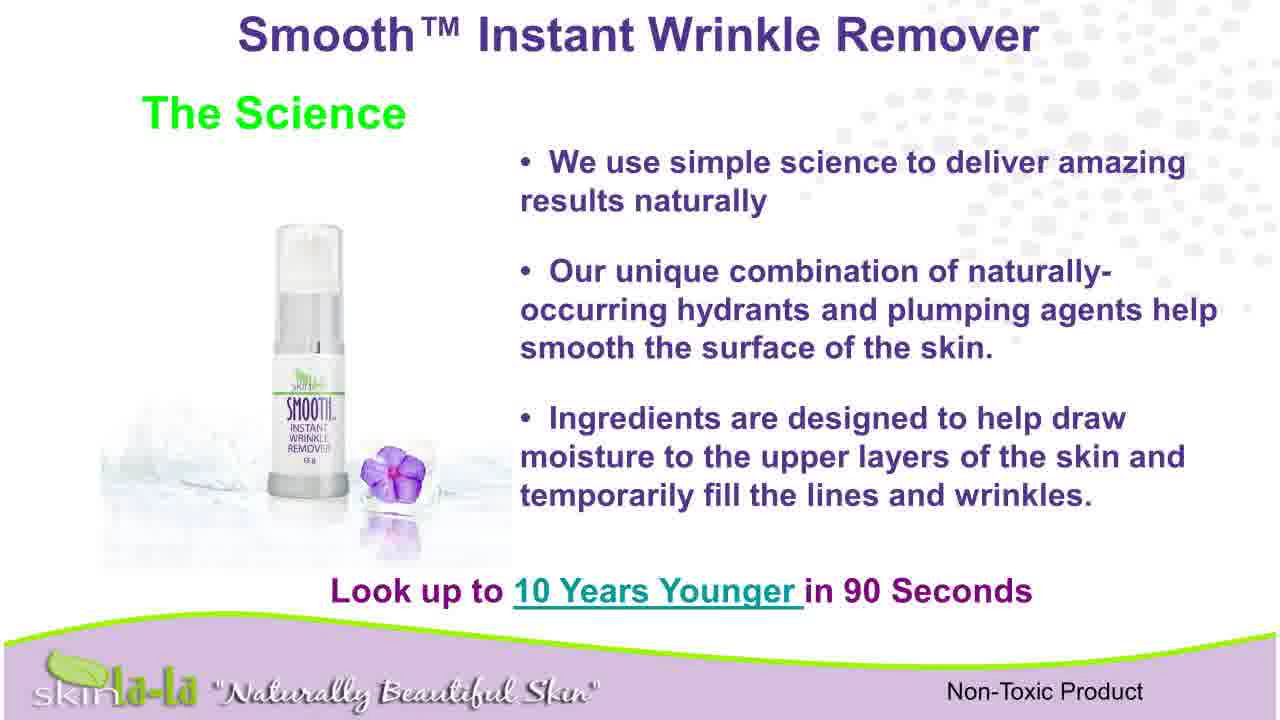 Smooth™ Instant Wrinkle Remover
The Science
• We use simple science to deliver amazing
results naturally
• Our unique combination of naturally-
occurring hydrants and plumping agents help
smooth the surface of the skin.
• Ingredients are designed to help draw
moisture to the upper layers of the skin and
temporarily fill the lines and wrinkles.
skin
SMOOTH
INSTANT
WRINKLE
REMOVER
Look up to 10 Years Younger in 90 Seconds
skin la-la "Naturally Beautiful Skin"
Non-Toxic Product